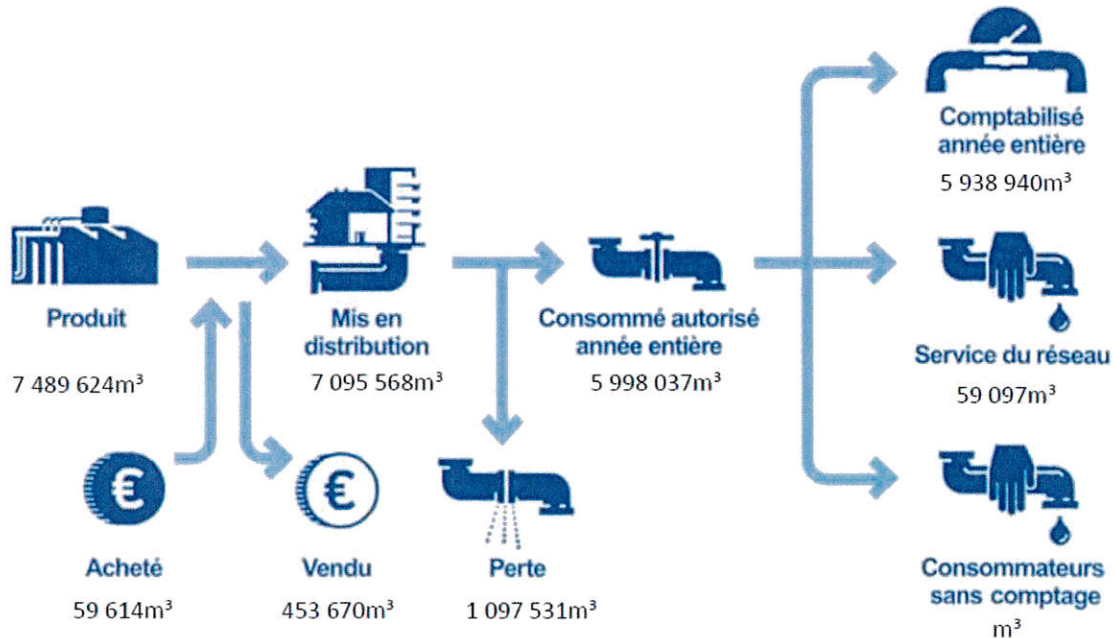 Comptabilisé
année entière
5 938 940m³
Produit
7 489 624m³
Mis en
distribution
7 095 568m³
Consommé autorisé
année entière
5 998 037m³
Service du réseau
59 097m³
€
Acheté
59 614m³
€
Vendu
453 670m³
Perte
1 097 531m³
Consommateurs
sans comptage
m³